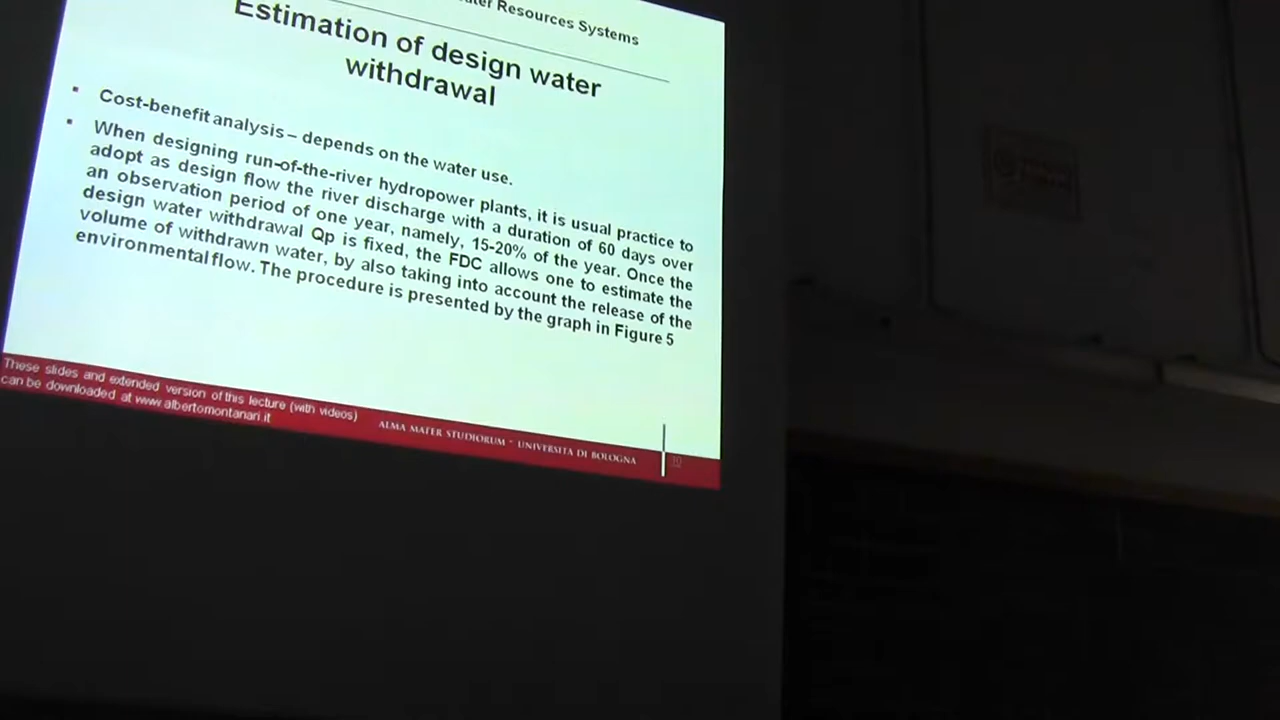 Resources Systems
Estimation of design water
withdrawal
Cost-benefit analysis – depends on the water use.
When designing run-of-the-river hydropower plants, it is usual practice to
adopt as design flow the river discharge with a duration of 60 days over
an observation period of one year, namely, 15-20% of the year. Once the
design water withdrawal Qp is fixed, the FDC allows one to estimate the
volume of withdrawn water, by also taking into account the release of the
environmental flow. The procedure is presented by the graph in Figure 5
These slides and extended version of this lecture (with videos)
can be downloaded at www.albertomontanari.it
ALMA MATER STUDIORUM ~ UNIVERSITÀ DI BOLOGNA